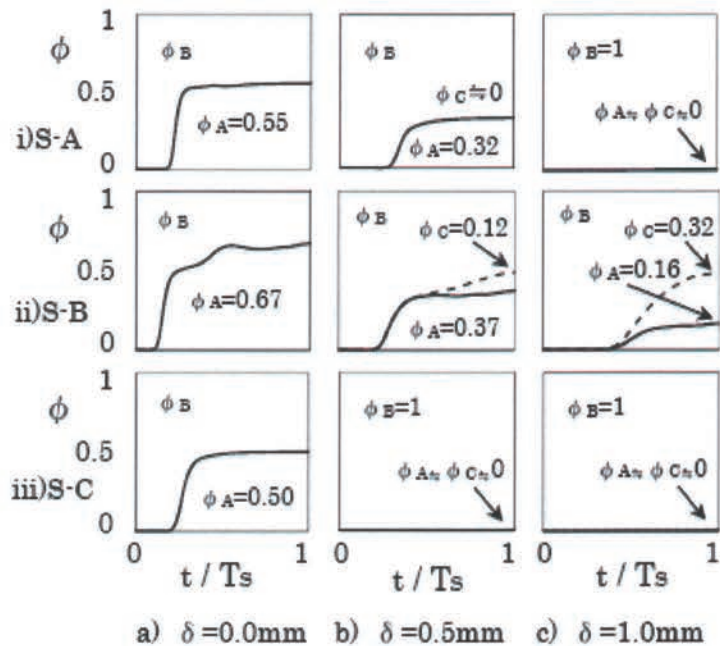 1
ϕ
0.5
i)S-A
0
ϕB
ϕA=0.55
ϕB
ϕC≒0
ϕA=0.32
ϕB=1
ϕA≒ϕC≒0
1
ϕ
0.5
ii)S-B
0
ϕB
ϕA=0.67
ϕB
ϕC=0.12
ϕA=0.37
ϕB
ϕC=0.32
ϕA=0.16
1
ϕ
0.5
iii)S-C
0
ϕB
ϕA=0.50
ϕB=1
ϕA≒ϕC≒0
ϕB=1
ϕA≒ϕC≒0
0 1 0 1 0 1
t / Ts t / Ts t / Ts
a) δ=0.0mm b) δ=0.5mm c) δ=1.0mm